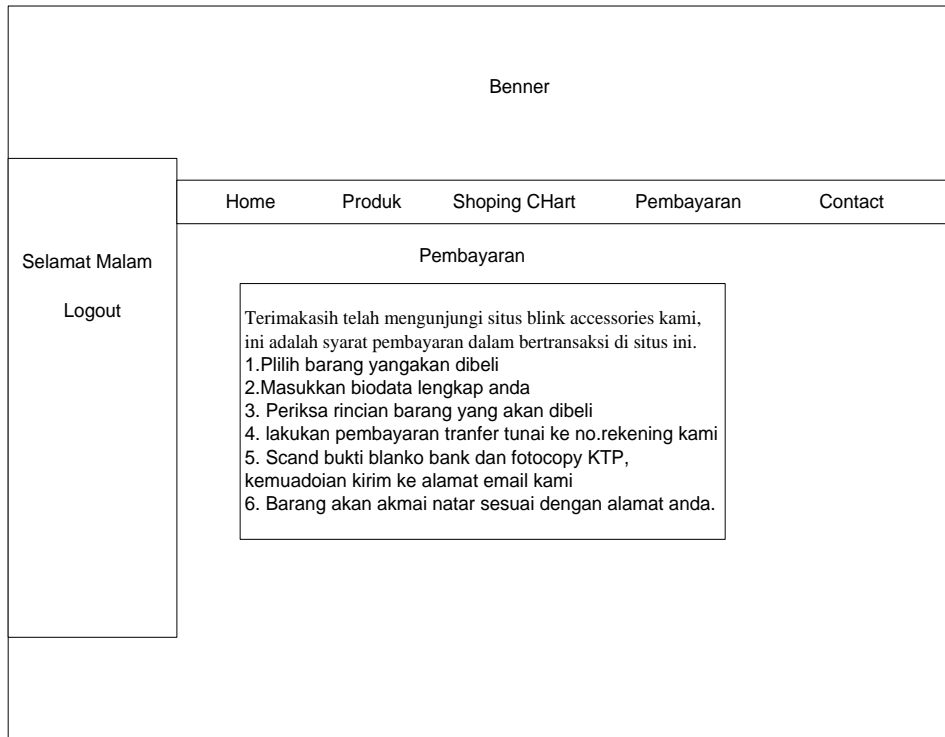 Benner
Home Produk Shoping CHart Pembayaran Contact
Selamat Malam
Logout
Pembayaran
Terimakasih telah mengunjungi situs blink accessories kami,
ini adalah syarat pembayaran dalam bertransaksi di situs ini.
1.Plilih barang yangakan dibeli
2.Masukkan biodata lengkap anda
3. Periksa rincian barang yang akan dibeli
4. lakukan pembayaran tranfer tunai ke no.rekening kami
5. Scand bukti blanko bank dan fotocopy KTP,
kemuadoian kirim ke alamat email kami
6. Barang akan akmai natar sesuai dengan alamat anda.